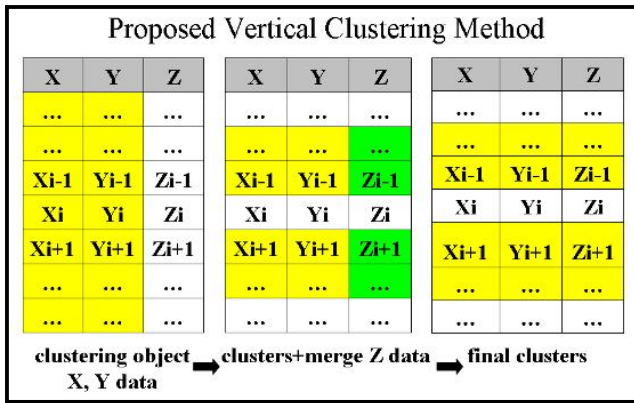 Proposed Vertical Clustering Method
X Y Z X Y Z X Y Z
... ... ... ... ... ... ... ... ...
... ... ... ... ... ... ... ... ...
Xi-1 Yi-1 Zi-1 Xi-1 Yi-1 Zi-1 Xi-1 Yi-1 Zi-1
Xi Yi Zi Xi Yi Zi Xi Yi Zi
Xi+1 Yi+1 Zi+1 Xi+1 Yi+1 Zi+1 Xi+1 Yi+1 Zi+1
... ... ... ... ... ... ... ... ...
... ... ... ... ... ... ... ... ...
clustering object ➡ clusters+merge Z data ➡ final clusters
X, Y data